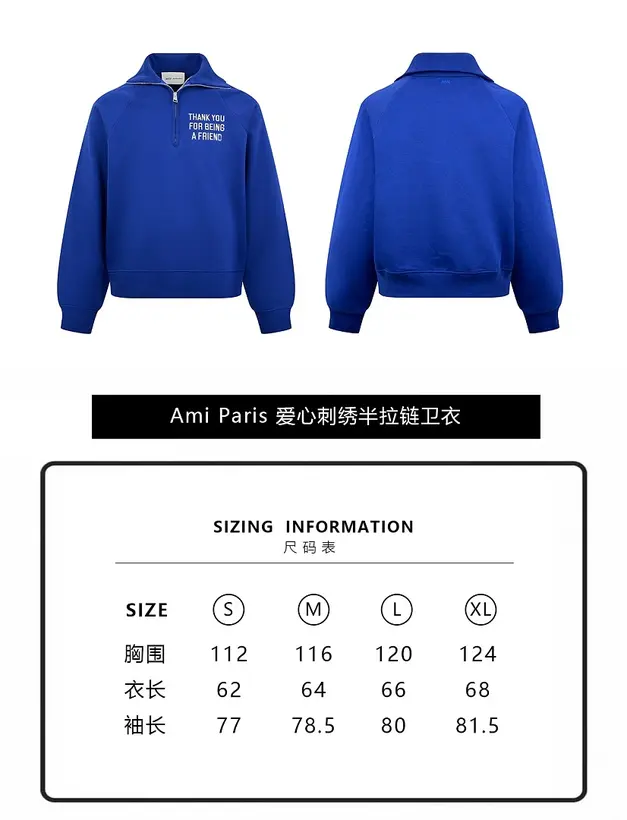 THANK YOU
FOR BEING
A FRIEND
Ami Paris 爱心刺绣半拉链卫衣
SIZING INFORMATION
尺码表
SIZE S M L XL
胸围 112 116 120 124
衣长 62 64 66 68
袖长 77 78.5 80 81.5